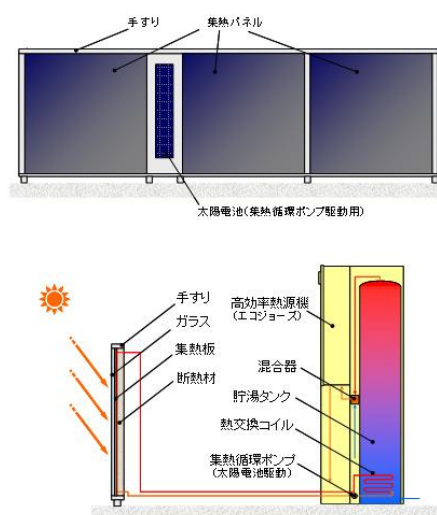 手すり
集熱パネル
太陽電池(集熱循環ポンプ駆動用)
手すり
ガラス
集熱板
断熱材
高効率熱源機
(エコジョーズ)
混合器
貯湯タンク
熱交換コイル
集熱循環ポンプ
(太陽電池駆動)